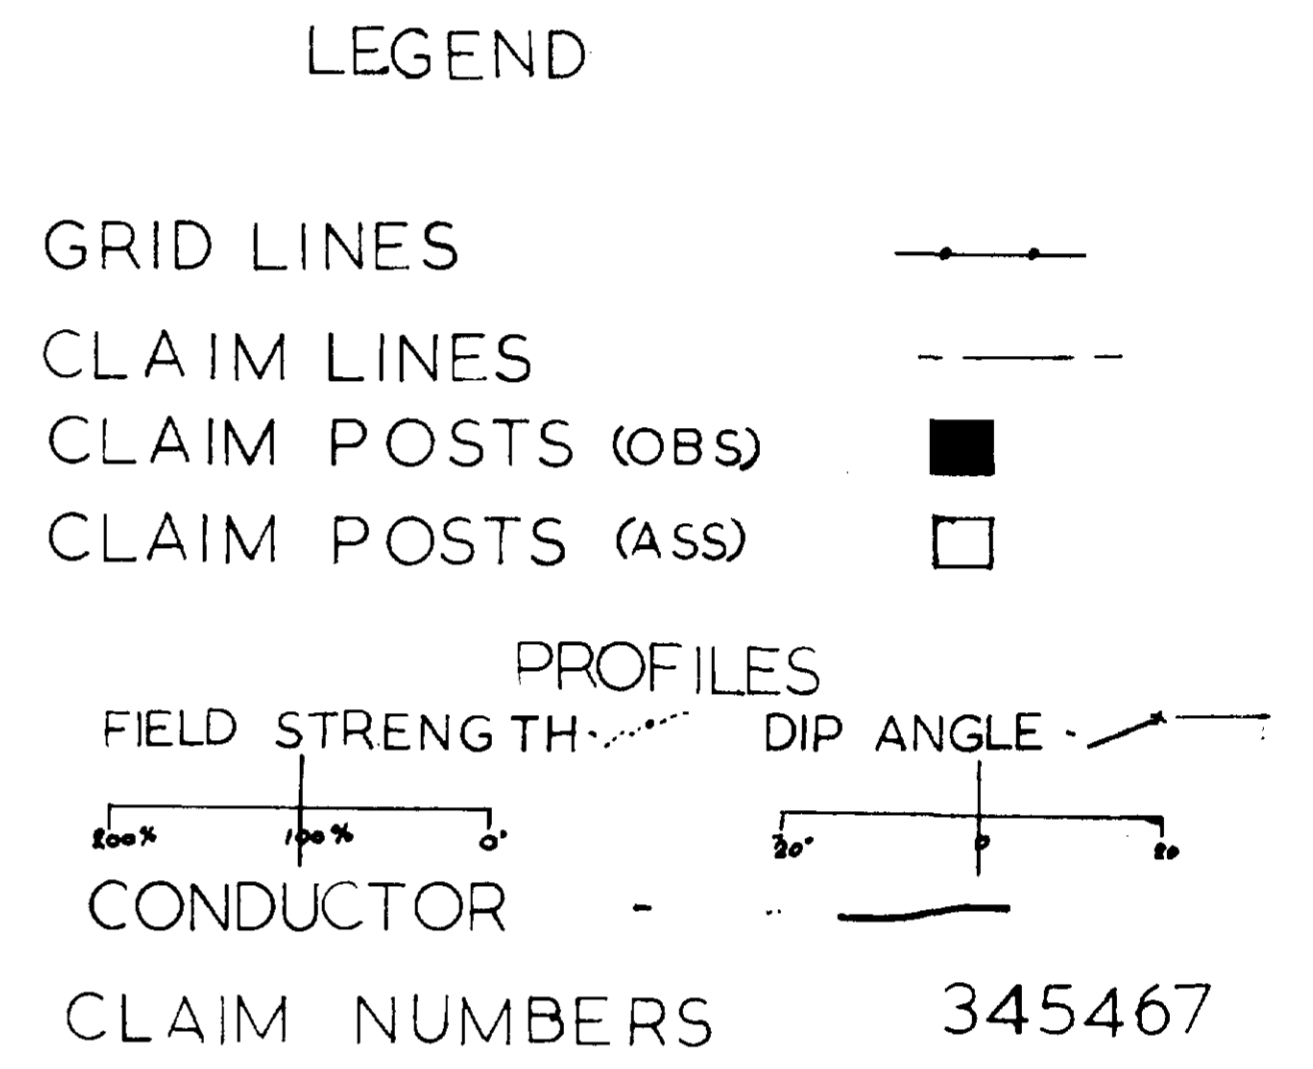 LEGEND
GRID LINES
CLAIM LINES
CLAIM POSTS (OBS)
CLAIM POSTS (ASS)
PROFILES
FIELD STRENGTH DIP ANGLE
200% 100% 0° 20° 0 20
CONDUCTOR
CLAIM NUMBERS 345467